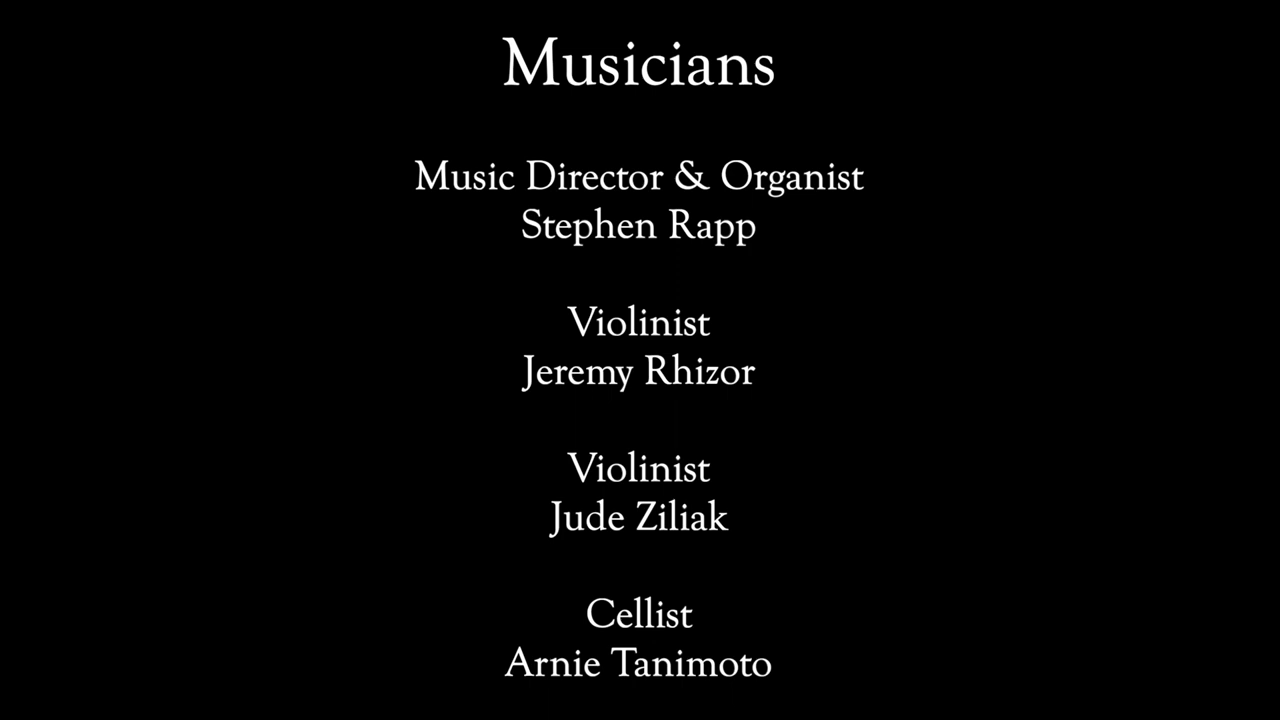 Musicians
Music Director & Organist
Stephen Rapp
Violinist
Jeremy Rhizor
Violinist
Jude Ziliak
Cellist
Arnie Tanimoto